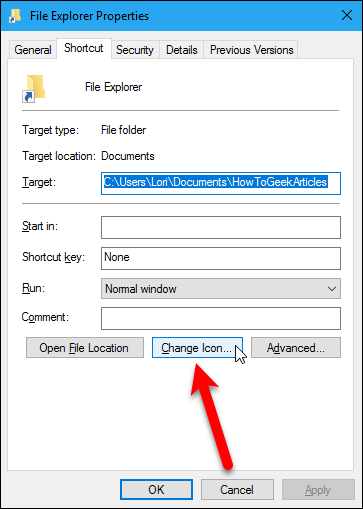 File Explorer Properties
General Shortcut Security Details Previous Versions
File Explorer
Target type: File folder
Target location: Documents
Target: C:\Users\Lori\Documents\HowToGeekArticles
Start in:
Shortcut key: None
Run: Normal window
Comment:
Open File Location Change Icon... Advanced...
OK Cancel Apply